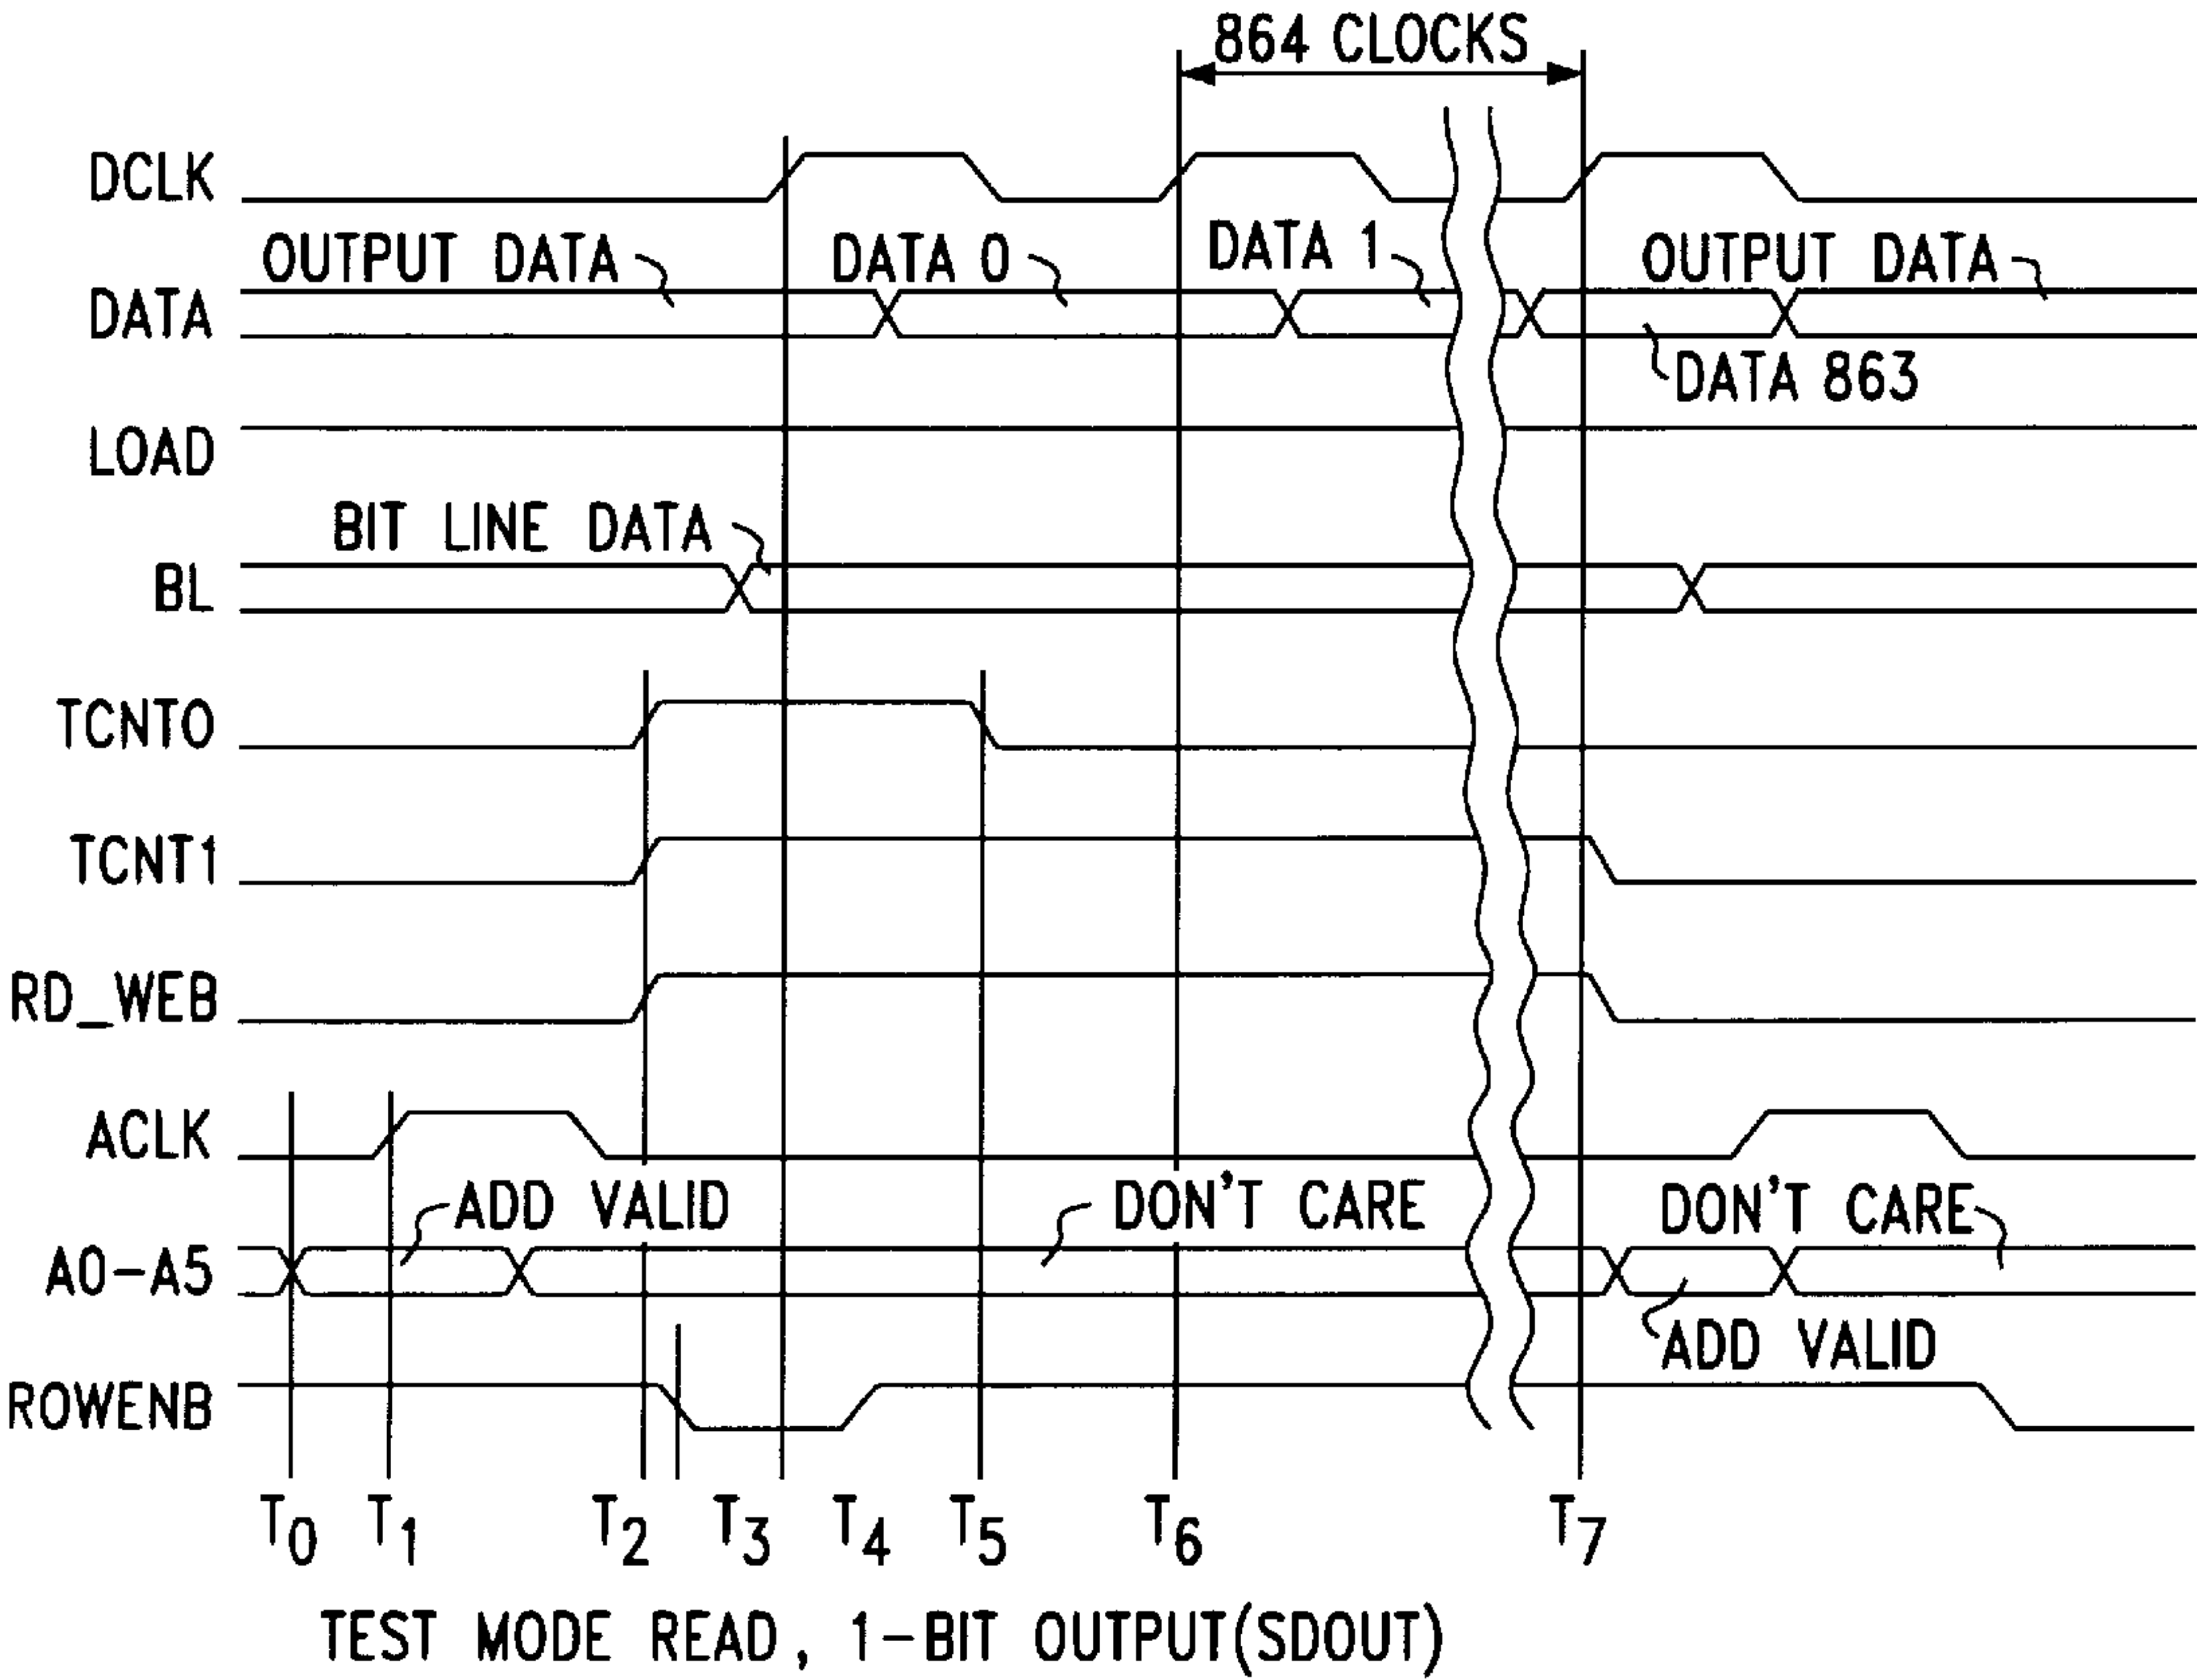 864 CLOCKS
DCLK
OUTPUT DATA
DATA 0
DATA 1
OUTPUT DATA
DATA
DATA 863
LOAD
BIT LINE DATA
BL
TCNT0
TCNT1
RD_WEB
ACLK
ADD VALID
DON'T CARE
DON'T CARE
A0-A5
ADD VALID
ROWENB
T0 T1 T2 T3 T4 T5 T6 T7
TEST MODE READ, 1-BIT OUTPUT(SDOUT)